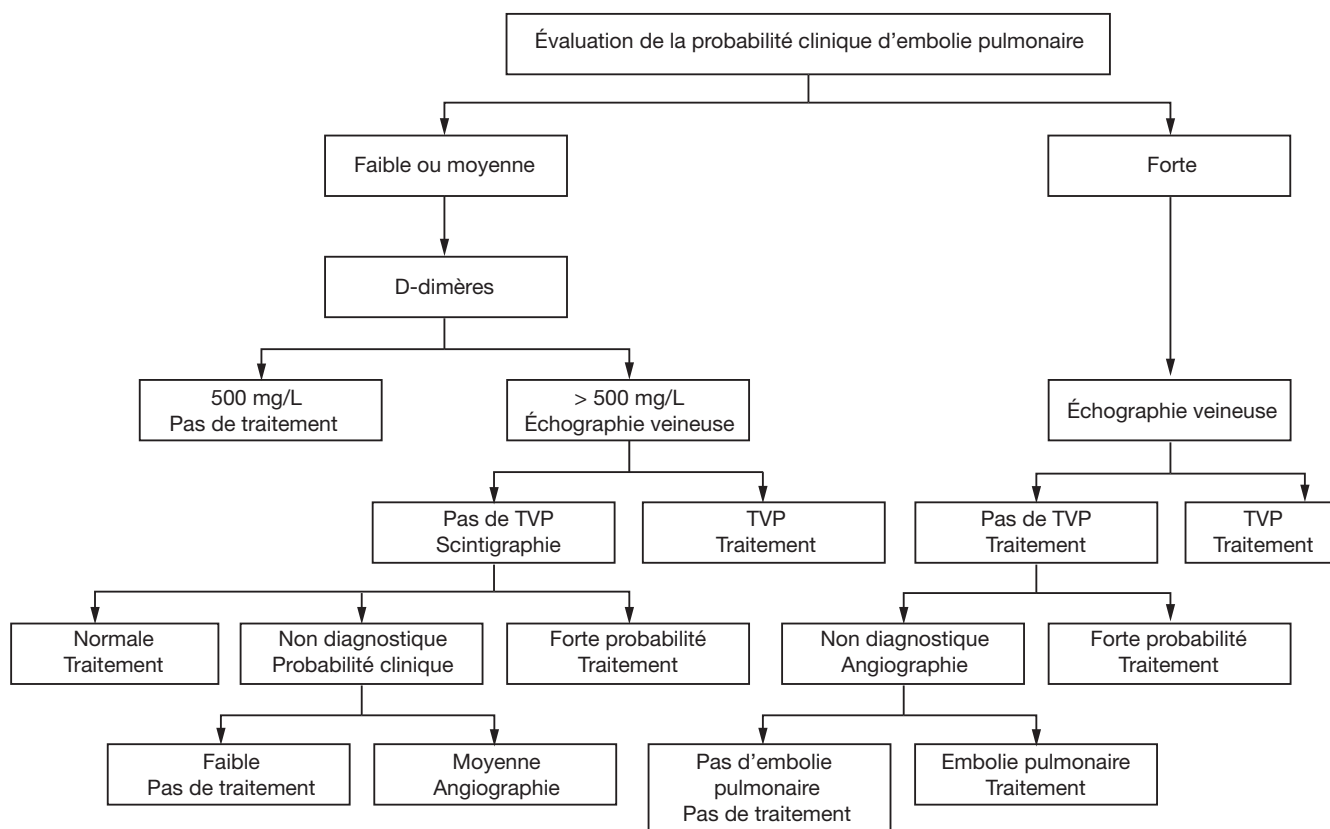 Évaluation de la probabilité clinique d’embolie pulmonaire
Faible ou moyenne
Forte
D-dimères
500 mg/L
Pas de traitement
> 500 mg/L
Échographie veineuse
Échographie veineuse
Pas de TVP
Scintigraphie
TVP
Traitement
Pas de TVP
Traitement
TVP
Traitement
Normale
Traitement
Non diagnostique
Probabilité clinique
Forte probabilité
Traitement
Non diagnostique
Angiographie
Forte probabilité
Traitement
Faible
Pas de traitement
Moyenne
Angiographie
Pas d’embolie
pulmonaire
Pas de traitement
Embolie pulmonaire
Traitement